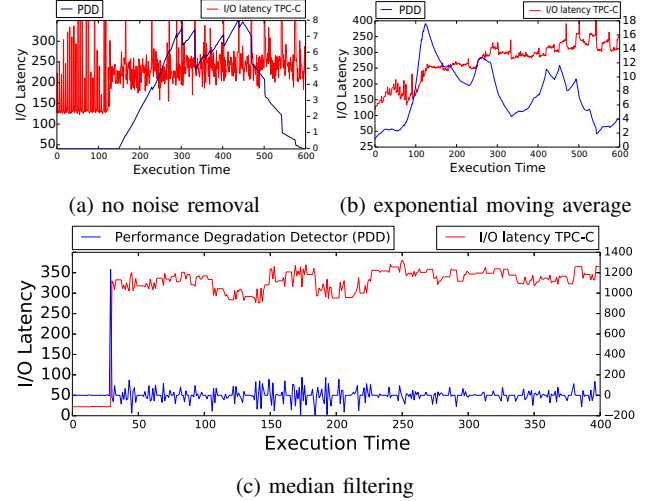 PDD
I/O latency TPC-C
350
300
250
200
150
100
50
8
7
6
5
4
3
2
1
0
I/O Latency
0 100 200 300 400 500 600
Execution Time
(a) no noise removal
PDD
I/O latency TPC-C
400
350
300
250
200
150
100
50
25
18
16
14
12
10
8
6
4
2
0
I/O Latency
0 100 200 300 400 500 600
Execution Time
(b) exponential moving average
Performance Degradation Detector (PDD)
I/O latency TPC-C
350
300
250
200
150
100
50
0
1400
1200
1000
800
600
400
200
0
−200
I/O Latency
0 50 100 150 200 250 300 350 400
Execution Time
(c) median filtering